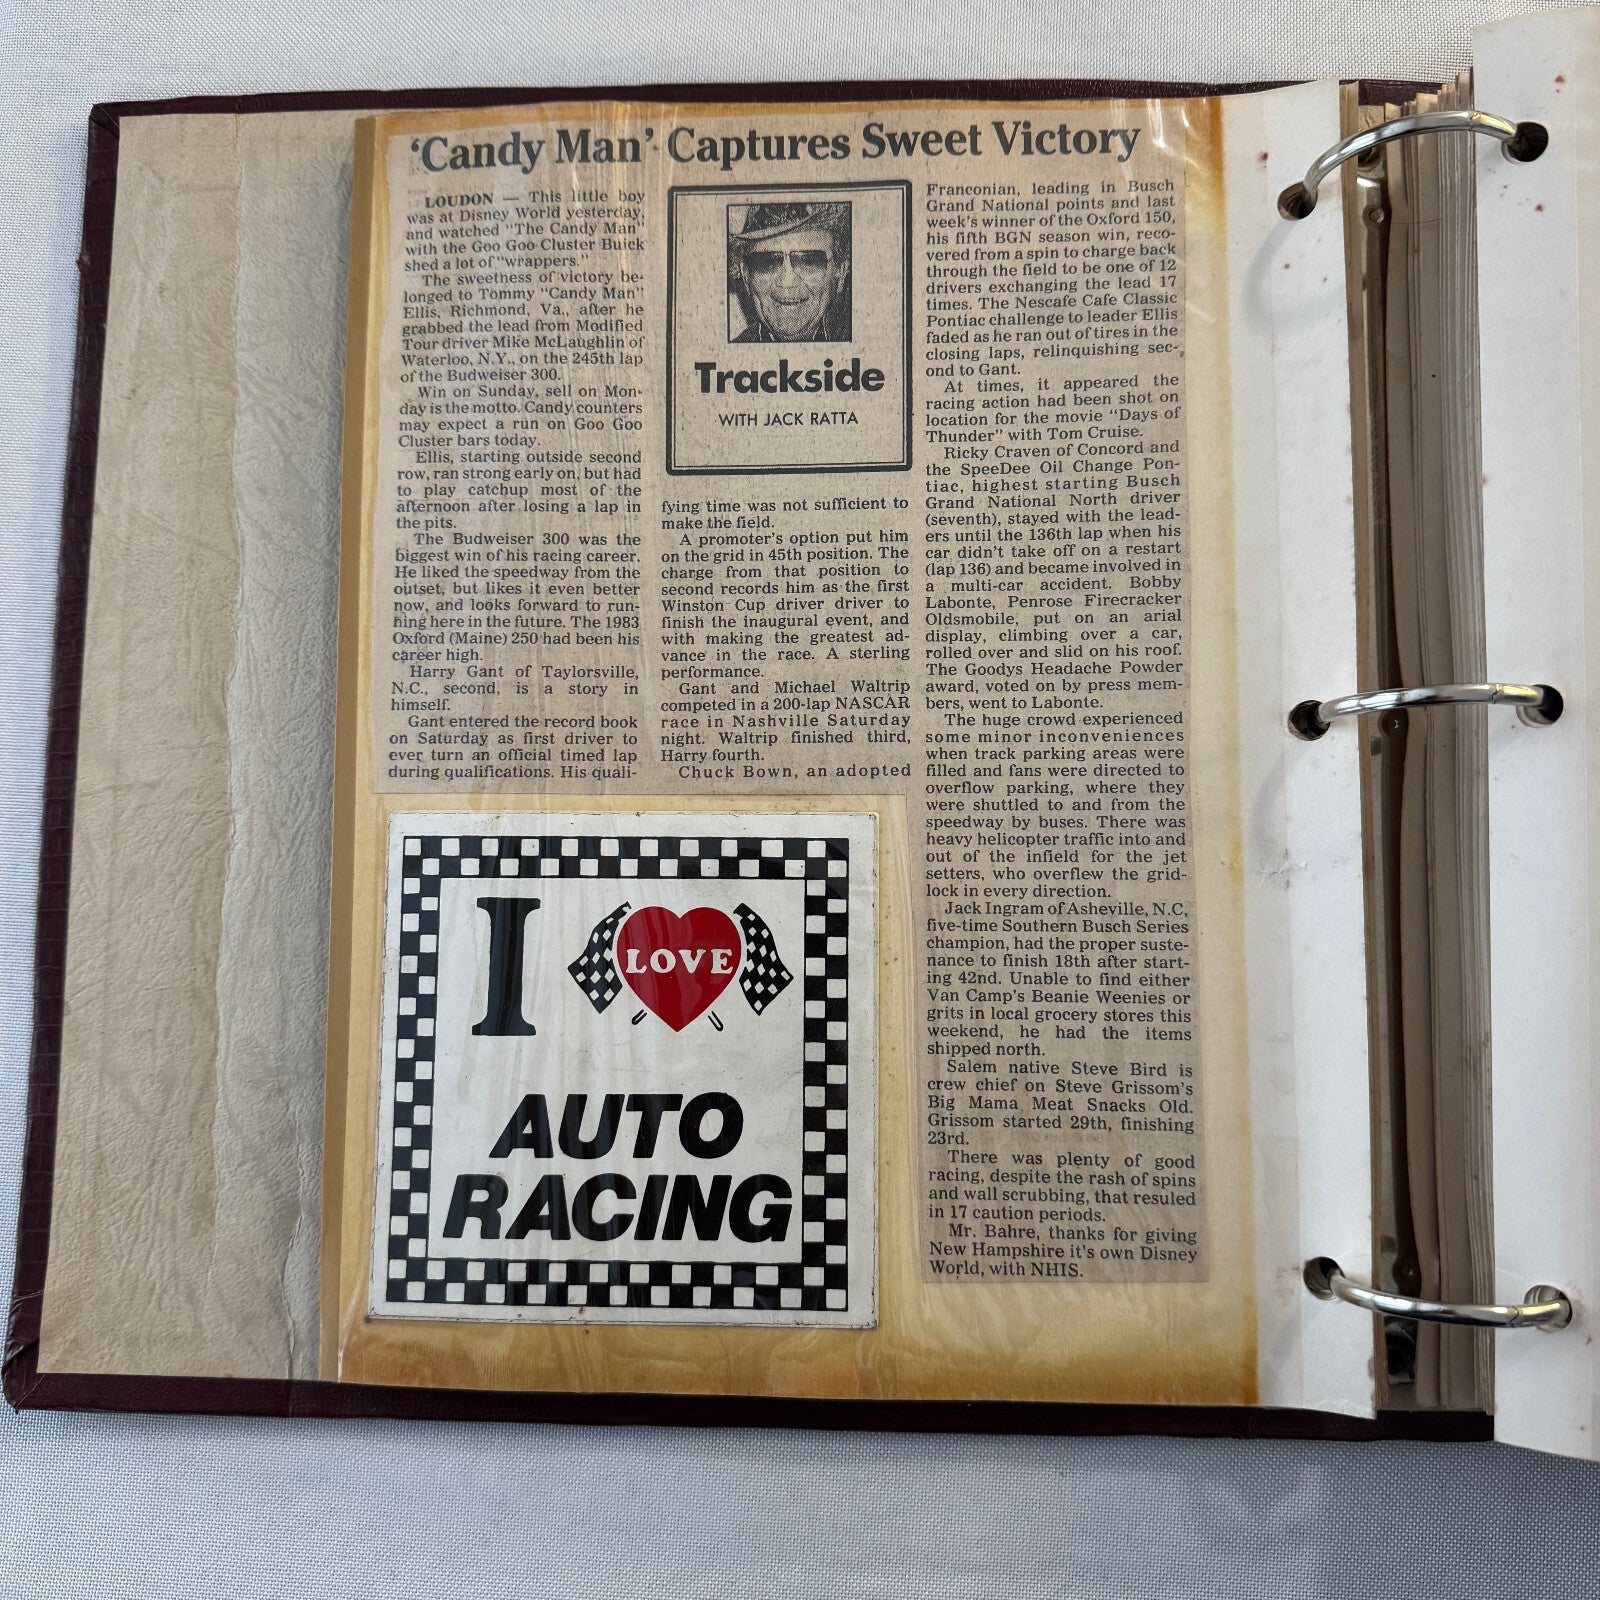 ‘Candy Man’ Captures Sweet Victory
LOUDON — This little boy
was at Disney World yesterday,
and watched "The Candy Man"
with the Goo Goo Cluster Buick
shed a lot of "wrappers."
The sweetness of victory be-
longed to Tommy "Candy Man"
Ellis, Richmond, Va., after he
grabbed the lead from Modified
Tour driver Mike McLaughlin of
Waterloo, N.Y., on the 245th lap
of the Budweiser 300.
Win on Sunday, sell on Mon-
day is the motto. Candy counters
may expect a run on Goo Goo
Cluster bars today.
Ellis, starting outside second
row, ran strong early on, but had
to play catchup most of the
afternoon after losing a lap in
the pits.
The Budweiser 300 was the
biggest win of his racing career.
He liked the speedway from the
outset, but likes it even better
now, and looks forward to run-
ning here in the future. The 1983
Oxford (Maine) 250 had been his
career high.
Harry Gant of Taylorsville,
N.C., second, is a story in
himself.
Gant entered the record book
on Saturday as first driver to
ever turn an official timed lap
during qualifications. His quali-
Trackside
WITH JACK RATTA
fying time was not sufficient to
make the field.
A promoter's option put him
on the grid in 45th position. The
charge from that position to
second records him as the first
Winston Cup driver driver to
finish the inaugural event, and
with making the greatest ad-
vance in the race. A sterling
performance.
Gant and Michael Waltrip
competed in a 200-lap NASCAR
race in Nashville Saturday
night. Waltrip finished third,
Harry fourth.
Chuck Bown, an adopted
Franconian, leading in Busch
Grand National points and last
week's winner of the Oxford 150,
his fifth BGN season win, reco-
vered from a spin to charge back
through the field to be one of 12
drivers exchanging the lead 17
times. The Nescafe Cafe Classic
Pontiac challenge to leader Ellis
faded as he ran out of tires in the
closing laps, relinquishing sec-
ond to Gant.
At times, it appeared the
racing action had been shot on
location for the movie "Days of
Thunder" with Tom Cruise.
Ricky Craven of Concord and
the SpeeDee Oil Change Pon-
tiac, highest starting Busch
Grand National North driver
(seventh), stayed with the lead-
ers until the 136th lap when his
car didn't take off on a restart
(lap 136) and became involved in
a multi-car accident. Bobby
Labonte, Penrose Firecracker
Oldsmobile, put on an arial
display, climbing over a car,
rolled over and slid on his roof.
The Goodys Headache Powder
award, voted on by press mem-
bers, went to Labonte.
The huge crowd experienced
some minor inconveniences
when track parking areas were
filled and fans were directed to
overflow parking, where they
were shuttled to and from the
speedway by buses. There was
heavy helicopter traffic into and
out of the infield for the jet
setters, who overflew the grid-
lock in every direction.
Jack Ingram of Asheville, N.C,
five-time Southern Busch Series
champion, had the proper suste-
nance to finish 18th after start-
ing 42nd. Unable to find either
Van Camp's Beanie Weenies or
grits in local grocery stores this
weekend, he had the items
shipped north.
Salem native Steve Bird is
crew chief on Steve Grissom's
Big Mama Meat Snacks Old.
Grissom started 29th, finishing
23rd.
There was plenty of good
racing, despite the rash of spins
and wall scrubbing, that resuled
in 17 caution periods.
Mr. Bahre, thanks for giving
New Hampshire it's own Disney
World, with NHIS.
I LOVE
AUTO
RACING